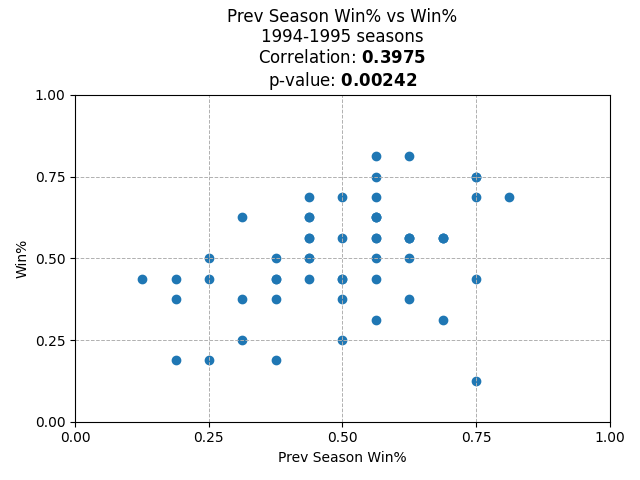 Prev Season Win% vs Win%
1994-1995 seasons
Correlation: 0.3975
p-value: 0.00242
1.00
0.75
0.50
0.25
0.00
Win%
0.00 0.25 0.50 0.75 1.00
Prev Season Win%